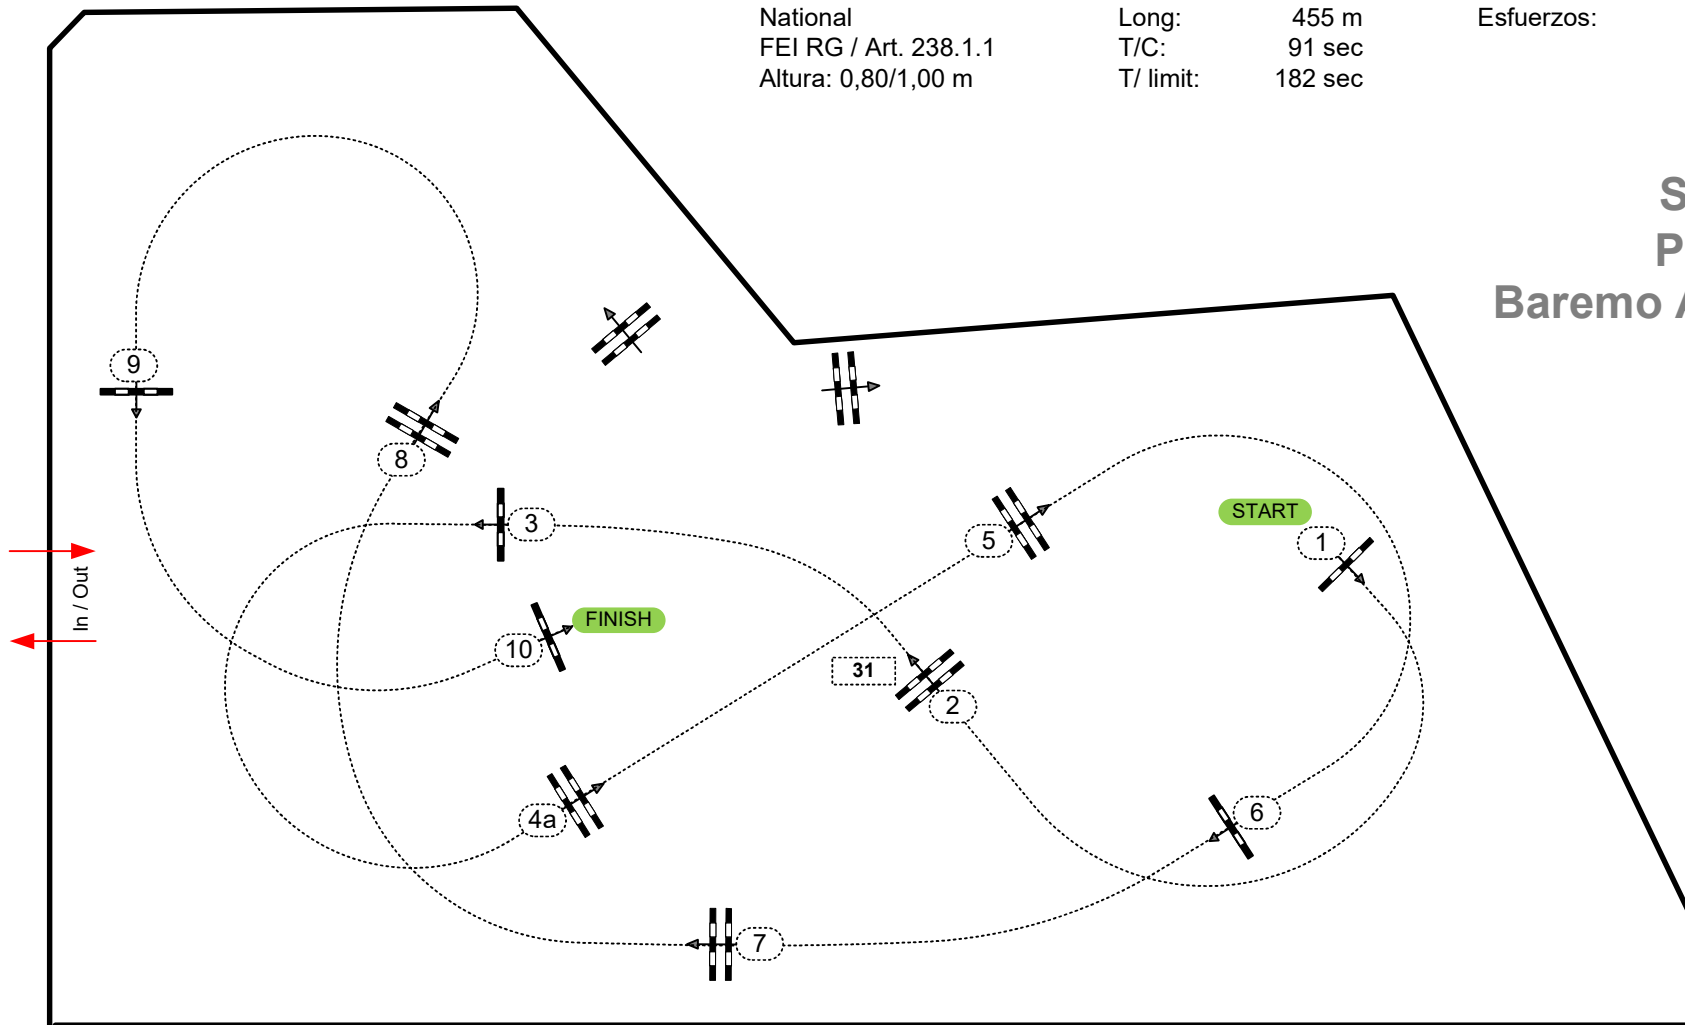 National
FEI RG / Art. 238.1.1
Altura: 0,80/1,00 m
Long: 455 m
T/C: 91 sec
T/ limit: 182 sec
Esfuerzos:
S
P
Baremo A
9
8
3
5
START
1
In / Out
10
FINISH
31
2
4a
6
7